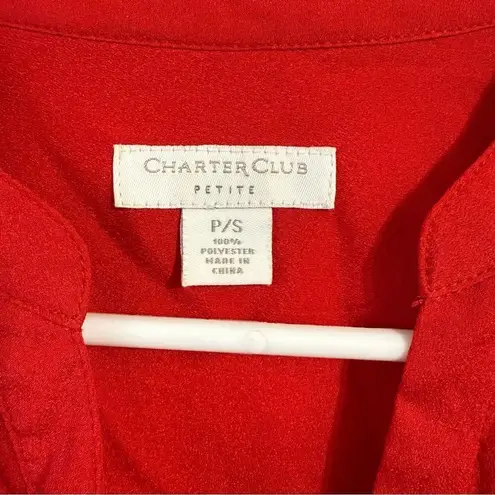 CHARTER CLUB
PETITE
P/S
100%
POLYESTER
MADE IN
CHINA